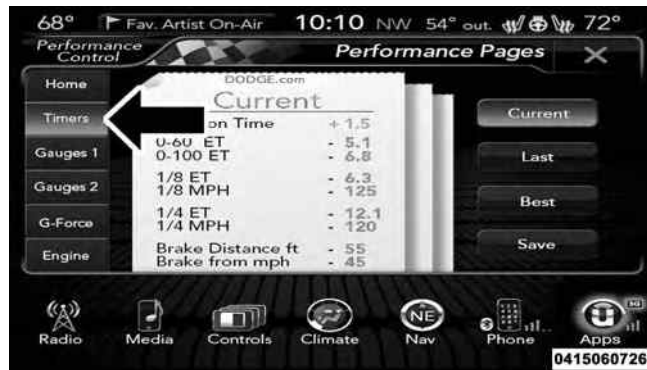 68° Fav. Artist On-Air 10:10 NW 54° out. 72°
Performance Control
Performance Pages
Home
Timers
Gauges 1
Gauges 2
G-Force
Engine
DODGE.com
Current
on Time + 1.5
0-60 ET - 5.1
0-100 ET - 6.8
1/8 ET - 6.3
1/8 MPH - 125
1/4 ET - 12.1
1/4 MPH - 120
Brake Distance ft - 55
Brake from mph - 45
Current
Last
Best
Save
NE
3G
Radio Media Controls Climate Nav Phone Apps
0415060726